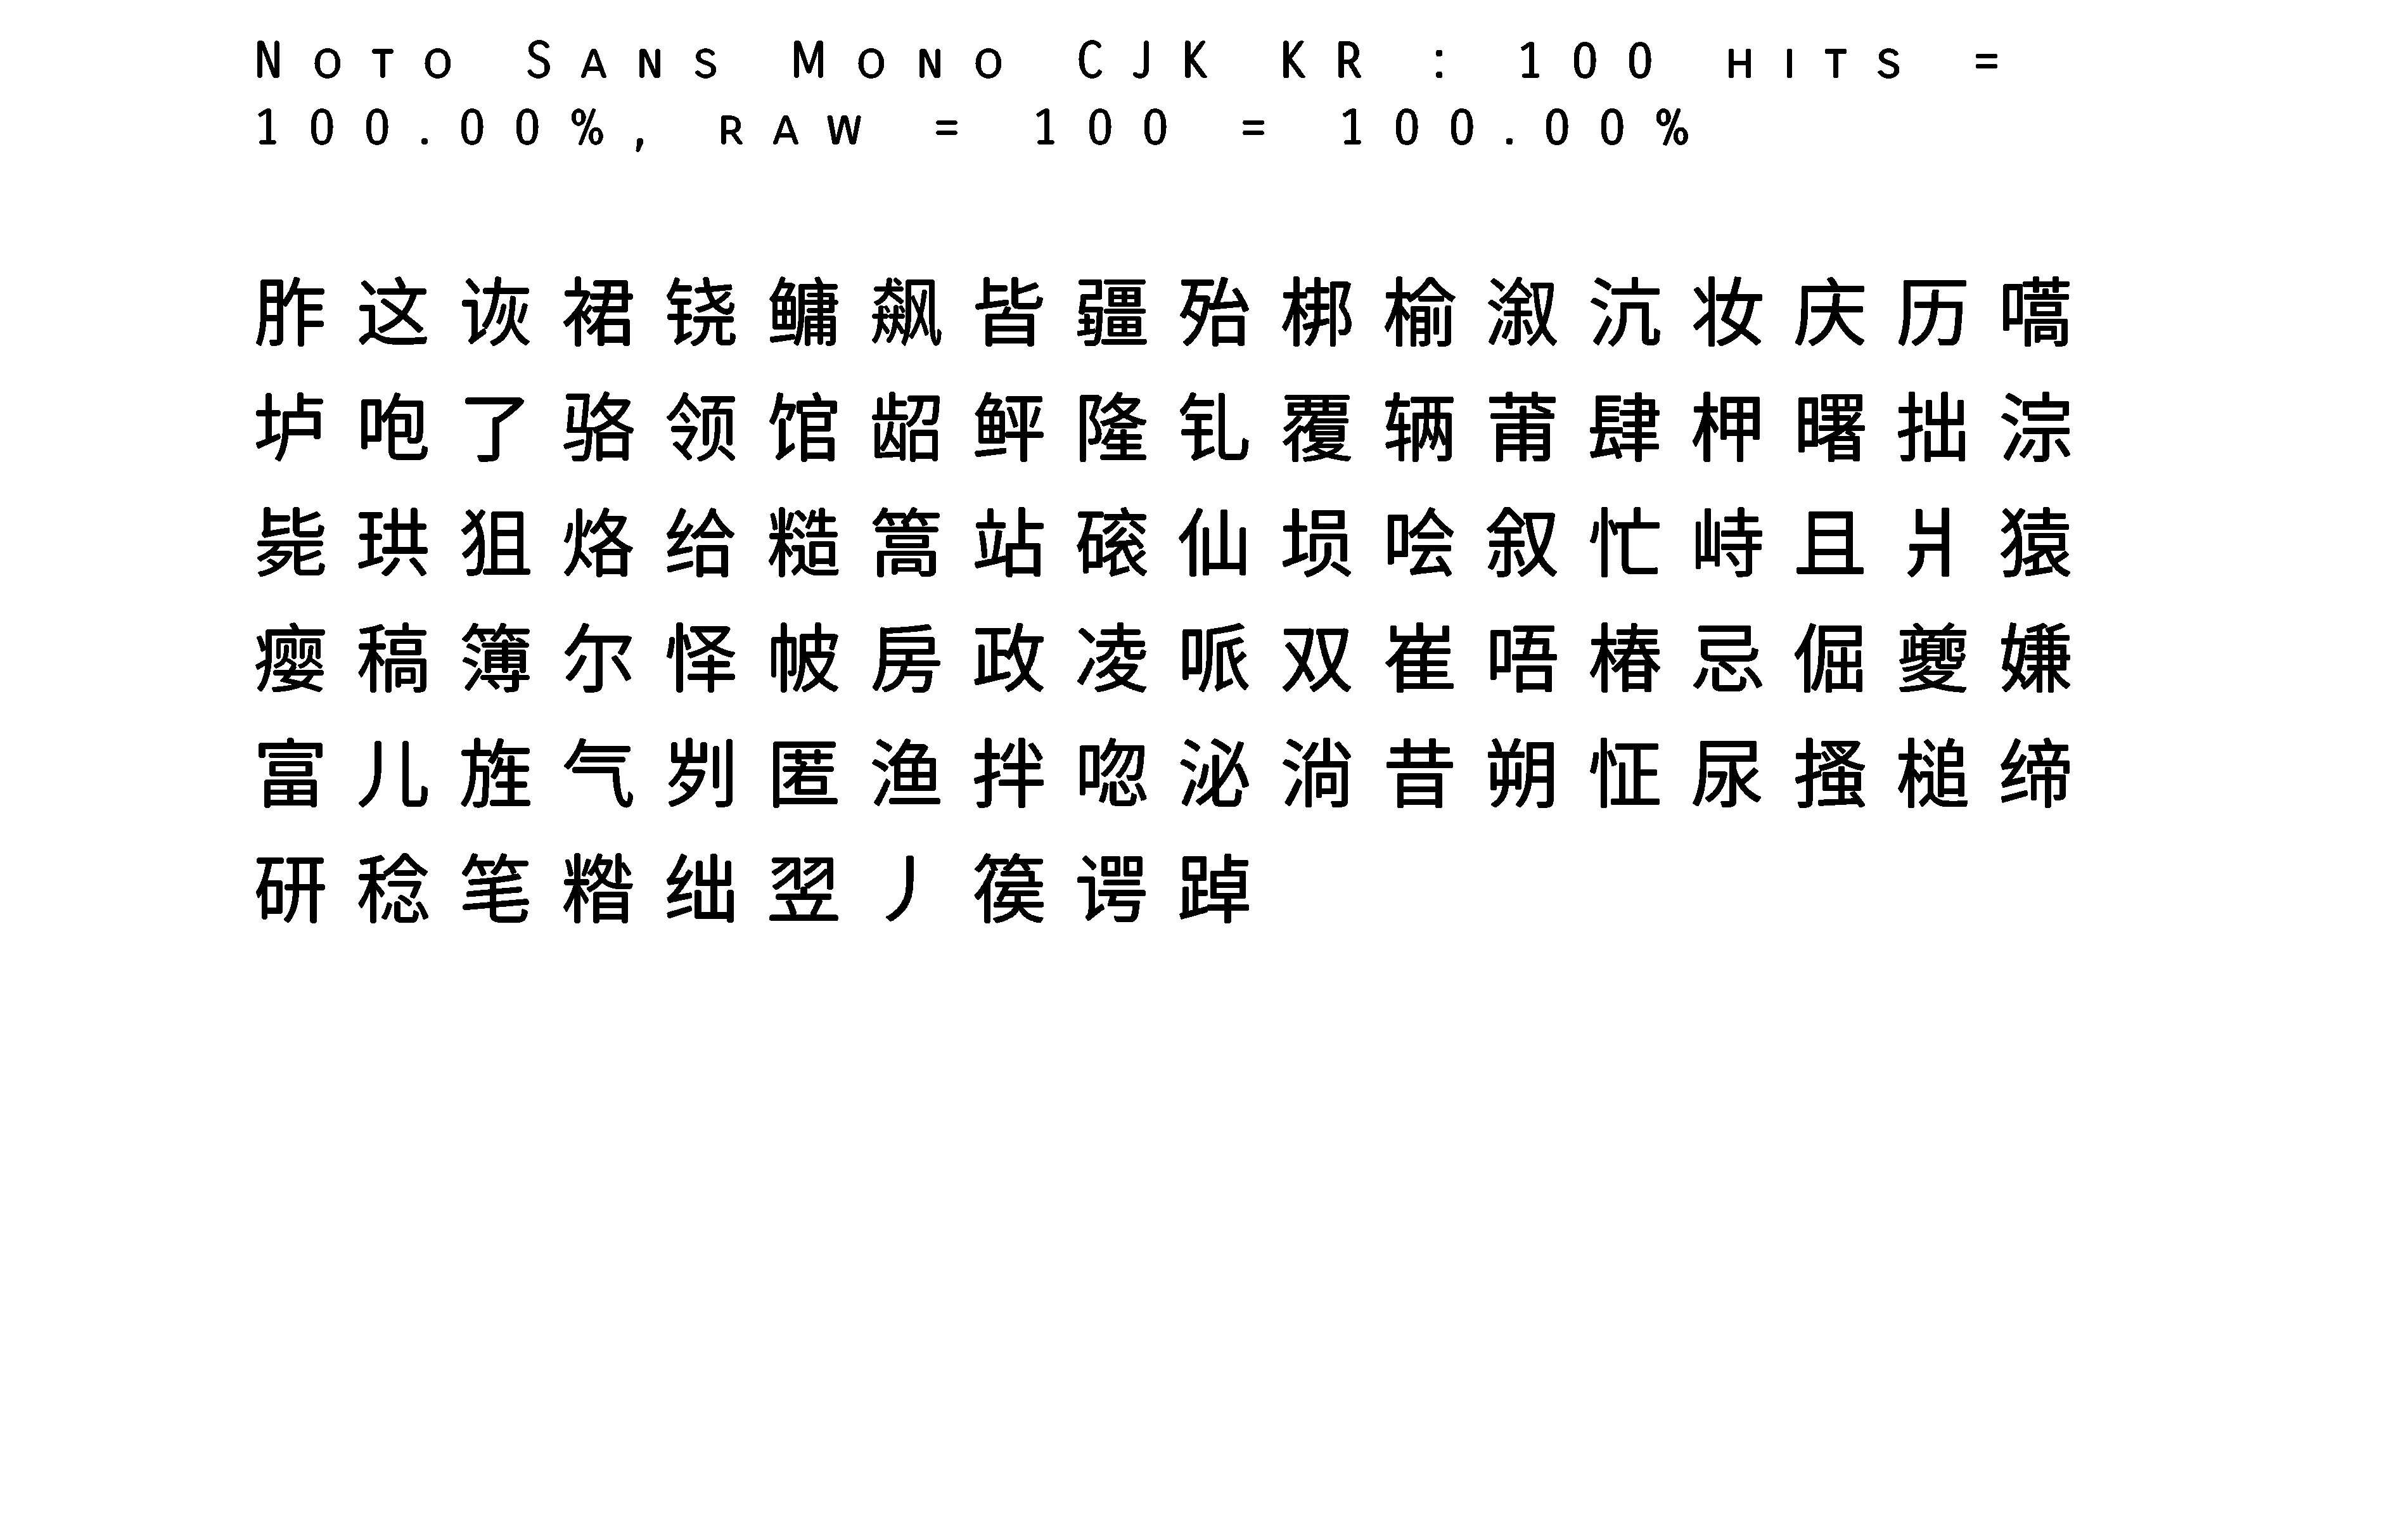 Noto Sans Mono CJK KR : 100 hits =
100.00%, raw = 100 = 100.00%
胙这诙裙铙鳙飙皆疆殆梆榆溆沆妆庆历嚆
垆咆了骆领馆龆鲆隆钆覆辆莆肆柙曙拙淙
毙珙狙烙给糙篙站磙仙埙哙叙忙峙且爿猿
瘿稿簿尔怿帔房政凌哌双崔唔椿忌倔夔嫌
富儿旌气刿匿渔拌唿泌淌昔朔怔尿搔槌缔
研稔笔糌绌翌丿篌谔踔